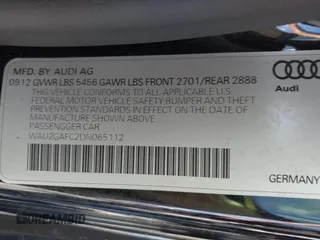 MFD. BY AUDI AG
0912 GVWR LBS 5456 GAWR LBS FRONT 2701/REAR 2888
THIS VEHICLE CONFORMS TO ALL APPLICABLE U.S.
FEDERAL MOTOR VEHICLE SAFETY BUMPER AND THEFT
PREVENTION STANDARDS IN EFFECT ON THE DATE OF
MANUFACTURE SHOWN ABOVE.
PASSENGER CAR
WAU2GAFC2DN065112
Audi
GERMANY
DREAMBID